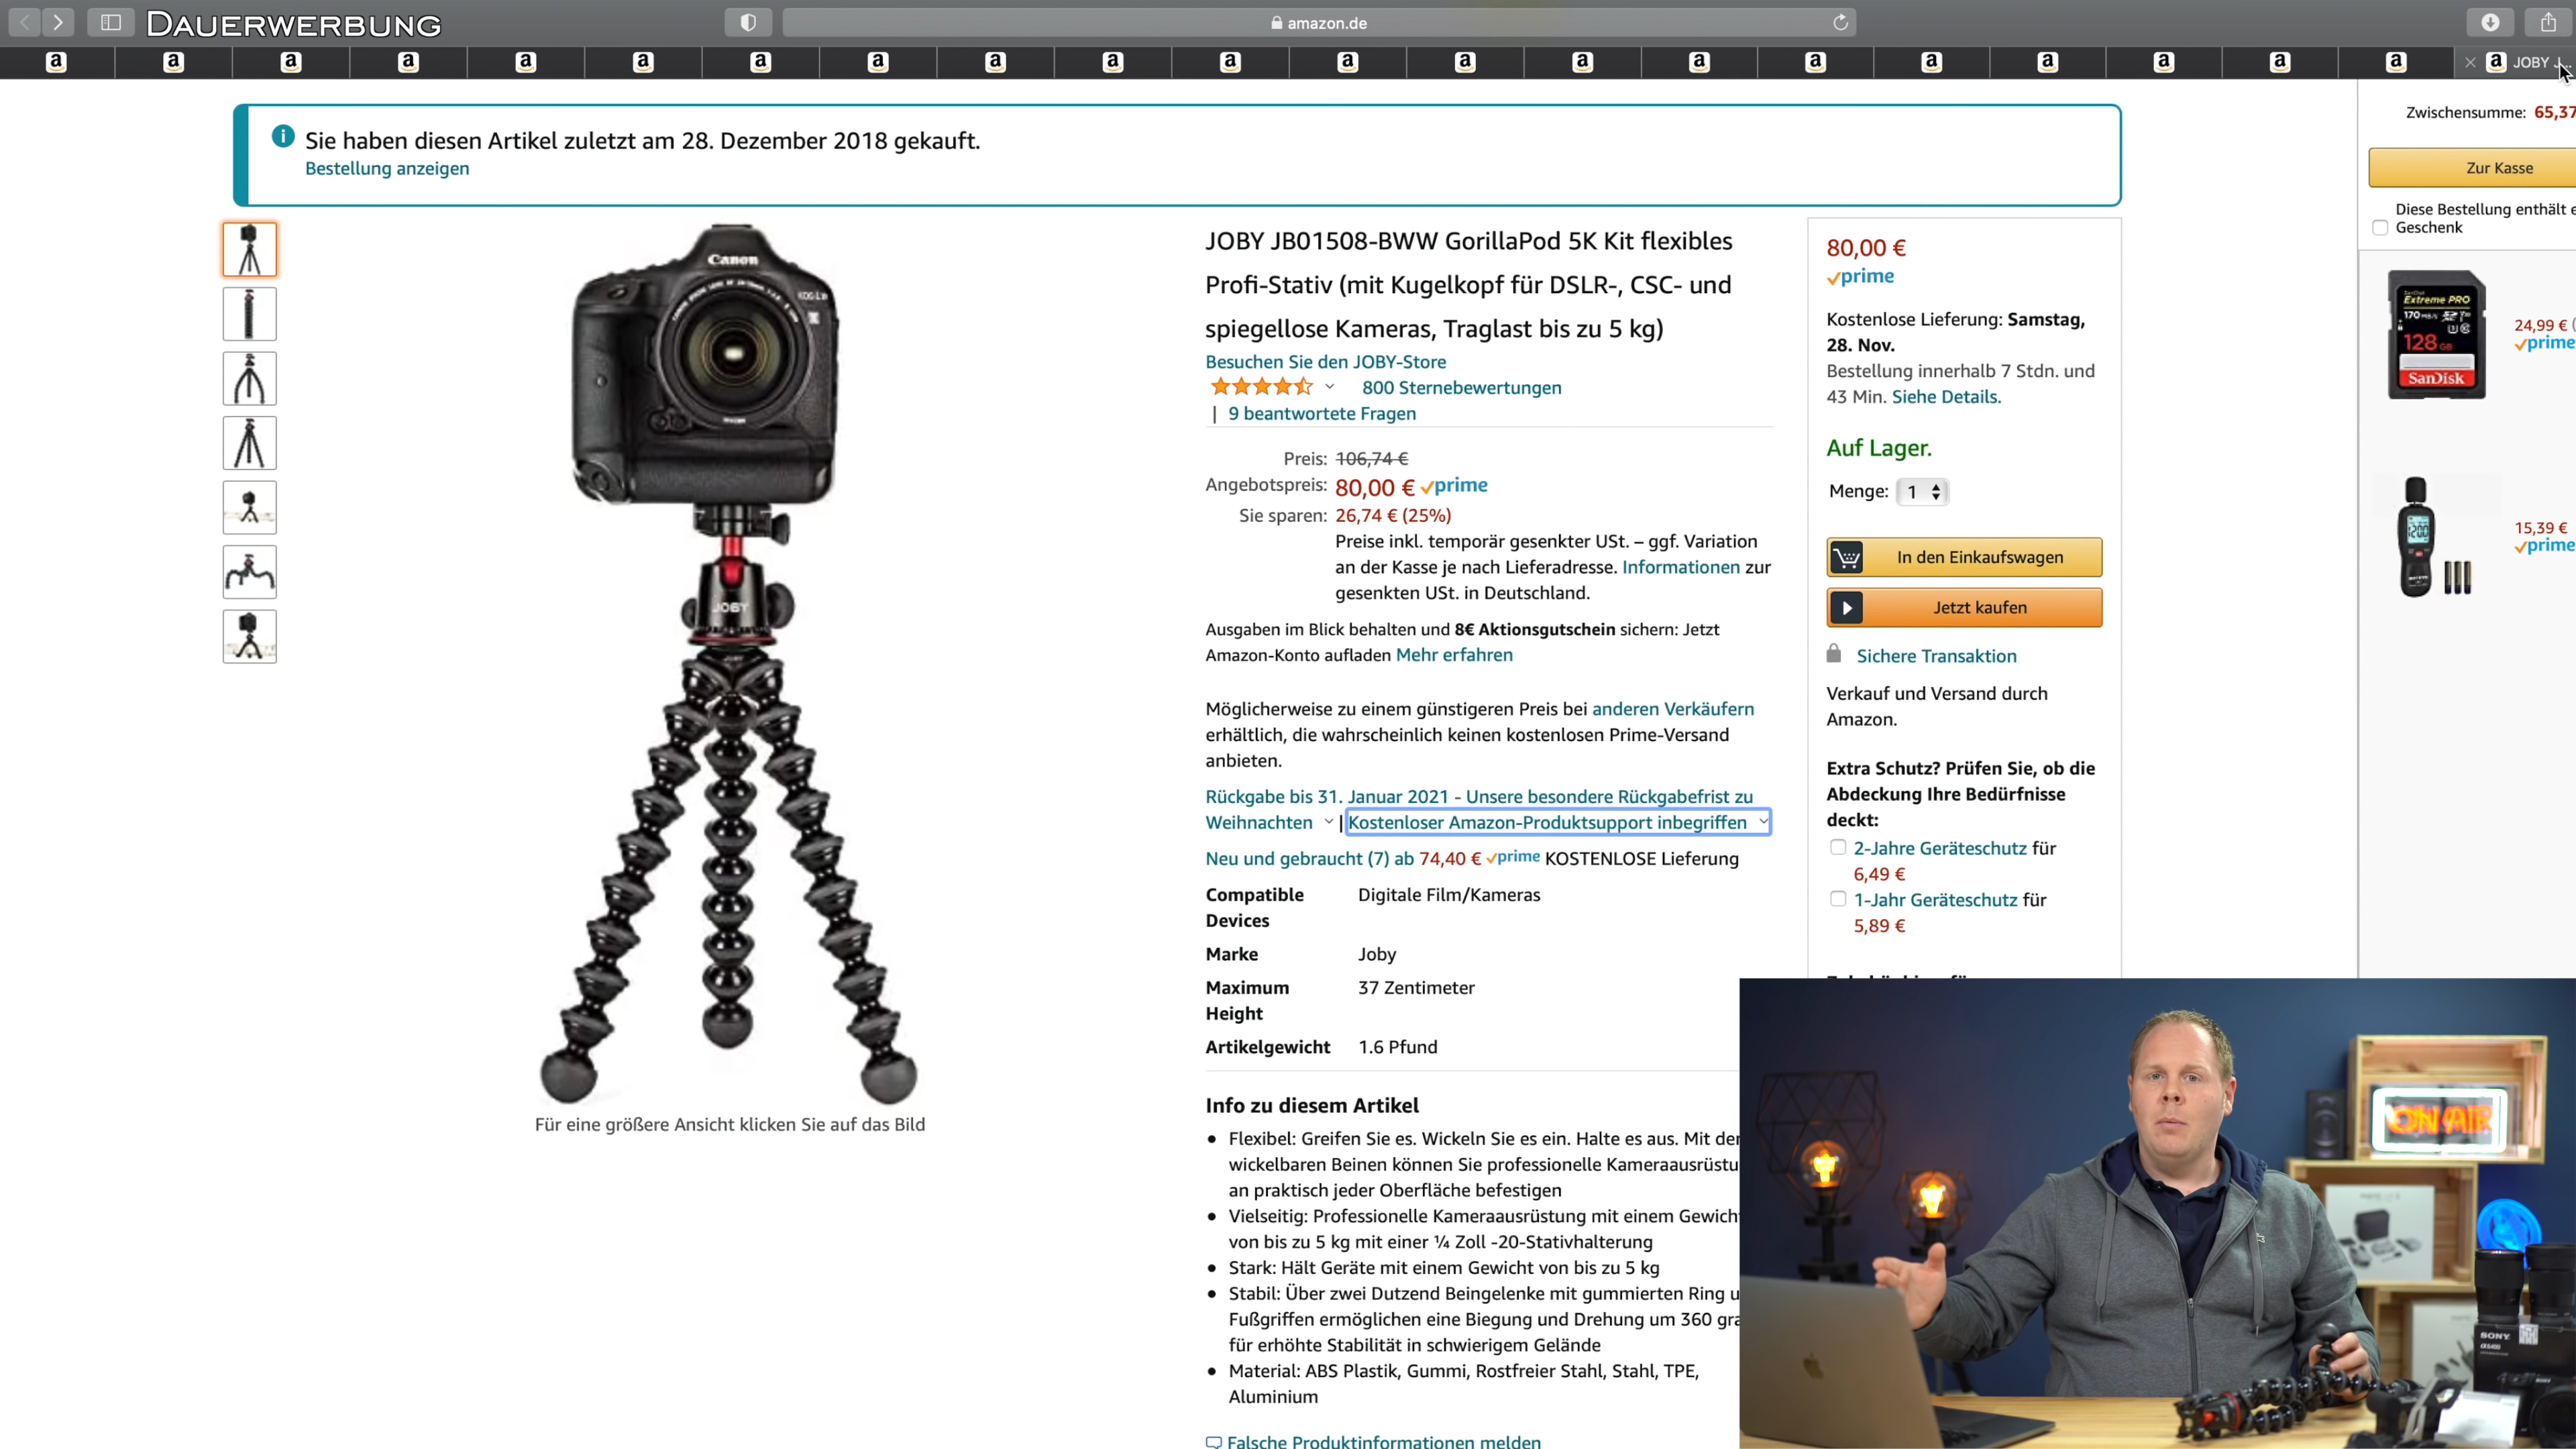 DAUERWERBUNG
amazon.de
JOBY J...
Sie haben diesen Artikel zuletzt am 28. Dezember 2018 gekauft.
Bestellung anzeigen
Canon
JOBY
Für eine größere Ansicht klicken Sie auf das Bild
JOBY JB01508-BWW GorillaPod 5K Kit flexibles
Profi-Stativ (mit Kugelkopf für DSLR-, CSC- und
spiegellose Kameras, Traglast bis zu 5 kg)
Besuchen Sie den JOBY-Store
800 Sternebewertungen
| 9 beantwortete Fragen
Preis: 106,74 €
Angebotspreis: 80,00 € prime
Sie sparen: 26,74 € (25%)
Preise inkl. temporär gesenkter USt. – ggf. Variation
an der Kasse je nach Lieferadresse. Informationen zur
gesenkten USt. in Deutschland.
Ausgaben im Blick behalten und 8€ Aktionsgutschein sichern: Jetzt
Amazon-Konto aufladen Mehr erfahren
Möglicherweise zu einem günstigeren Preis bei anderen Verkäufern
erhältlich, die wahrscheinlich keinen kostenlosen Prime-Versand
anbieten.
Rückgabe bis 31. Januar 2021 - Unsere besondere Rückgabefrist zu
Weihnachten | Kostenloser Amazon-Produktsupport inbegriffen
Neu und gebraucht (7) ab 74,40 € prime KOSTENLOSE Lieferung
Compatible Devices Digitale Film/Kameras
Marke Joby
Maximum Height 37 Zentimeter
Artikelgewicht 1.6 Pfund
Info zu diesem Artikel
Flexibel: Greifen Sie es. Wickeln Sie es ein. Halte es aus. Mit den
wickelbaren Beinen können Sie professionelle Kameraausrüstu
an praktisch jeder Oberfläche befestigen
Vielseitig: Professionelle Kameraausrüstung mit einem Gewicht
von bis zu 5 kg mit einer ¼ Zoll -20-Stativhalterung
Stark: Hält Geräte mit einem Gewicht von bis zu 5 kg
Stabil: Über zwei Dutzend Beingelenke mit gummierten Ring u
Fußgriffen ermöglichen eine Biegung und Drehung um 360 gra
für erhöhte Stabilität in schwierigem Gelände
Material: ABS Plastik, Gummi, Rostfreier Stahl, Stahl, TPE,
Aluminium
Falsche Produktinformationen melden
80,00 €
prime
Kostenlose Lieferung: Samstag,
28. Nov.
Bestellung innerhalb 7 Stdn. und
43 Min. Siehe Details.
Auf Lager.
Menge: 1
In den Einkaufswagen
Jetzt kaufen
Sichere Transaktion
Verkauf und Versand durch
Amazon.
Extra Schutz? Prüfen Sie, ob die
Abdeckung Ihre Bedürfnisse
deckt:
2-Jahre Geräteschutz für
6,49 €
1-Jahr Geräteschutz für
5,89 €
Zwischensumme: 65,37
Zur Kasse
Diese Bestellung enthält e
Geschenk
SanDisk
Extreme PRO
170 MB/s
128 GB
SanDisk
24,99 €
prime
15,39 €
prime
ON AIR
SONY
α6400